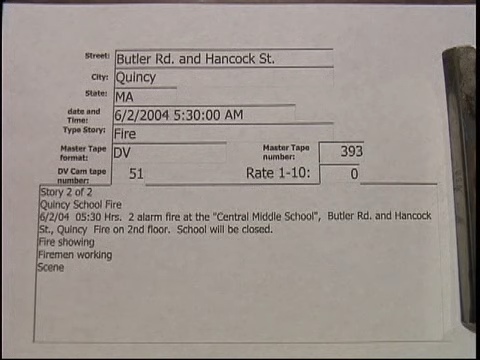 Street: Butler Rd. and Hancock St.
City: Quincy
State: MA
date and Time: 6/2/2004 5:30:00 AM
Type Story: Fire
Master Tape format: DV Master Tape number: 393
DV Cam tape number: 51 Rate 1-10: 0
Story 2 of 2
Quincy School Fire
6/2/04 05:30 Hrs. 2 alarm fire at the "Central Middle School", Butler Rd. and Hancock
St., Quincy Fire on 2nd floor. School will be closed.
Fire showing
Firemen working
Scene